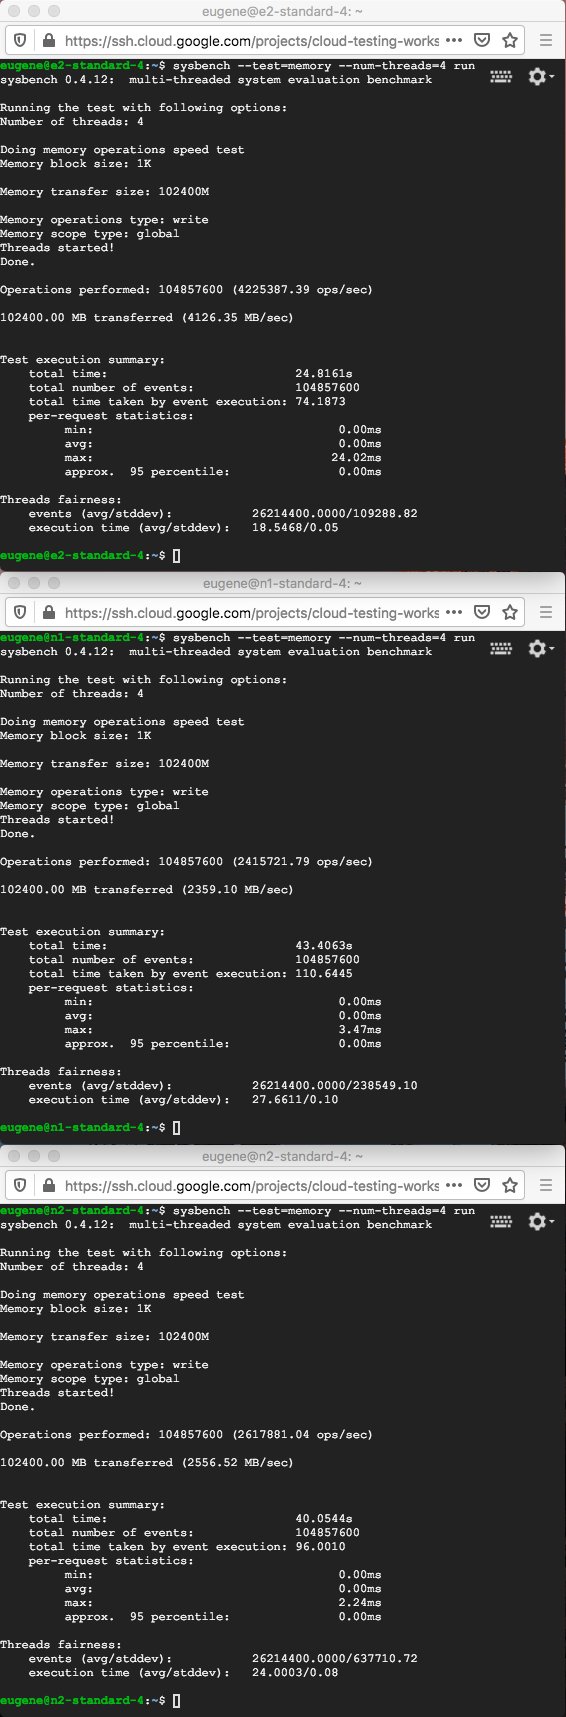 eugene@e2-standard-4: ~
https://ssh.cloud.google.com/projects/cloud-testing-works
eugene@e2-standard-4:~$ sysbench --test=memory --num-threads=4 run
sysbench 0.4.12:  multi-threaded system evaluation benchmark
Running the test with following options:
Number of threads: 4
Doing memory operations speed test
Memory block size: 1K
Memory transfer size: 102400M
Memory operations type: write
Memory scope type: global
Threads started!
Done.
Operations performed: 104857600 (4225387.39 ops/sec)
102400.00 MB transferred (4126.35 MB/sec)
Test execution summary:
    total time:                          24.8161s
    total number of events:              104857600
    total time taken by event execution: 74.1873
    per-request statistics:
         min:                                  0.00ms
         avg:                                  0.00ms
         max:                                 24.02ms
         approx.  95 percentile:               0.00ms
Threads fairness:
    events (avg/stddev):           26214400.0000/109288.82
    execution time (avg/stddev):   18.5468/0.05
eugene@e2-standard-4:~$
eugene@n1-standard-4: ~
https://ssh.cloud.google.com/projects/cloud-testing-works
eugene@n1-standard-4:~$ sysbench --test=memory --num-threads=4 run
sysbench 0.4.12:  multi-threaded system evaluation benchmark
Running the test with following options:
Number of threads: 4
Doing memory operations speed test
Memory block size: 1K
Memory transfer size: 102400M
Memory operations type: write
Memory scope type: global
Threads started!
Done.
Operations performed: 104857600 (2415721.79 ops/sec)
102400.00 MB transferred (2359.10 MB/sec)
Test execution summary:
    total time:                          43.4063s
    total number of events:              104857600
    total time taken by event execution: 110.6445
    per-request statistics:
         min:                                  0.00ms
         avg:                                  0.00ms
         max:                                  3.47ms
         approx.  95 percentile:               0.00ms
Threads fairness:
    events (avg/stddev):           26214400.0000/238549.10
    execution time (avg/stddev):   27.6611/0.10
eugene@n1-standard-4:~$
eugene@n2-standard-4: ~
https://ssh.cloud.google.com/projects/cloud-testing-works
eugene@n2-standard-4:~$ sysbench --test=memory --num-threads=4 run
sysbench 0.4.12:  multi-threaded system evaluation benchmark
Running the test with following options:
Number of threads: 4
Doing memory operations speed test
Memory block size: 1K
Memory transfer size: 102400M
Memory operations type: write
Memory scope type: global
Threads started!
Done.
Operations performed: 104857600 (2617881.04 ops/sec)
102400.00 MB transferred (2556.52 MB/sec)
Test execution summary:
    total time:                          40.0544s
    total number of events:              104857600
    total time taken by event execution: 96.0010
    per-request statistics:
         min:                                  0.00ms
         avg:                                  0.00ms
         max:                                  2.24ms
         approx.  95 percentile:               0.00ms
Threads fairness:
    events (avg/stddev):           26214400.0000/637710.72
    execution time (avg/stddev):   24.0003/0.08
eugene@n2-standard-4:~$